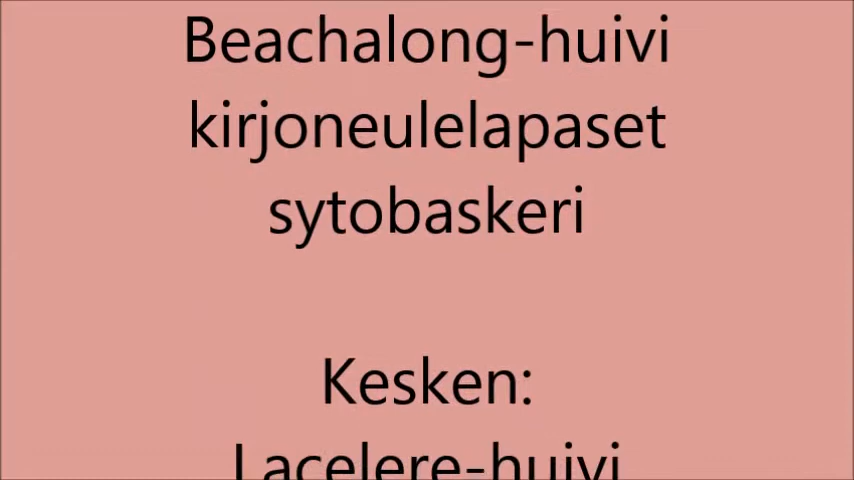 Beachalong-huivi
kirjoneulelapaset
sytobaskeri
Kesken:
Lacelere-huivi